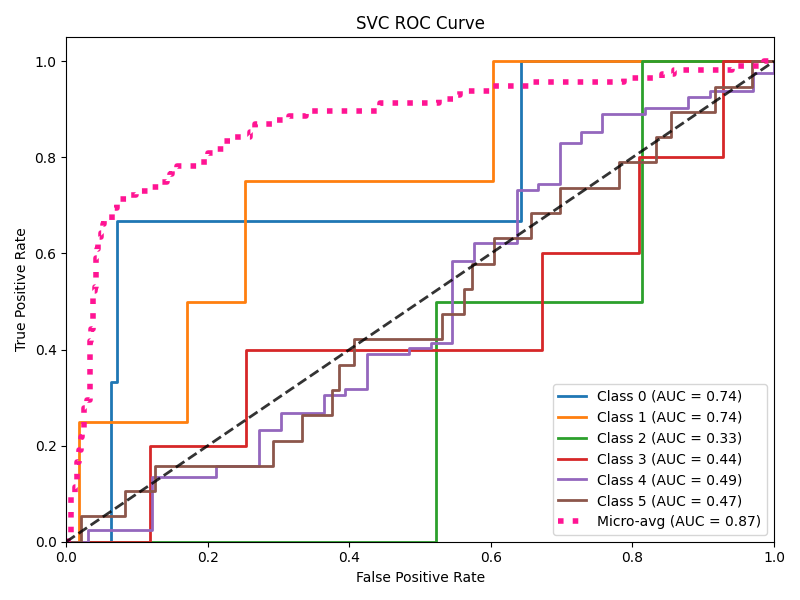 SVC ROC Curve
True Positive Rate
1.0
0.8
0.6
0.4
0.2
0.0
0.0 0.2 0.4 0.6 0.8 1.0
False Positive Rate
Class 0 (AUC = 0.74)
Class 1 (AUC = 0.74)
Class 2 (AUC = 0.33)
Class 3 (AUC = 0.44)
Class 4 (AUC = 0.49)
Class 5 (AUC = 0.47)
Micro-avg (AUC = 0.87)